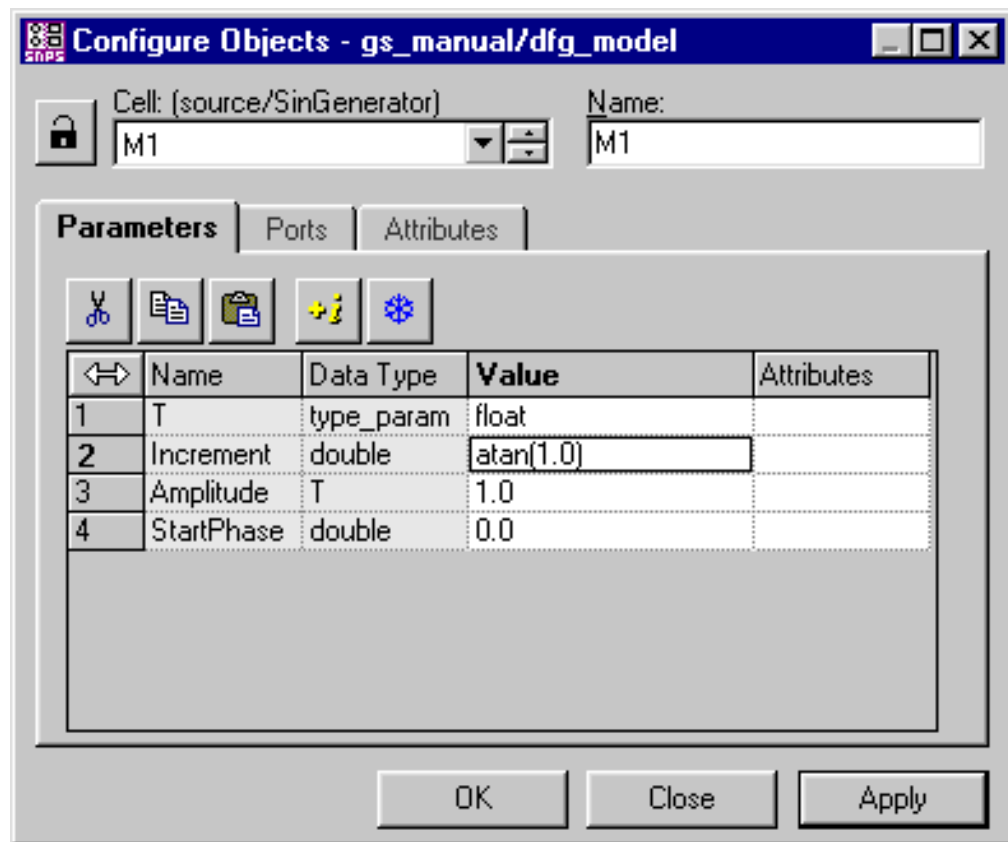 SNPS Configure Objects - gs_manual/dfg_model
Cell: (source/SinGenerator) Name:
M1 M1
Parameters Ports Attributes
+i
Name Data Type Value Attributes
1 T type_param float
2 Increment double atan(1.0)
3 Amplitude T 1.0
4 StartPhase double 0.0
OK Close Apply